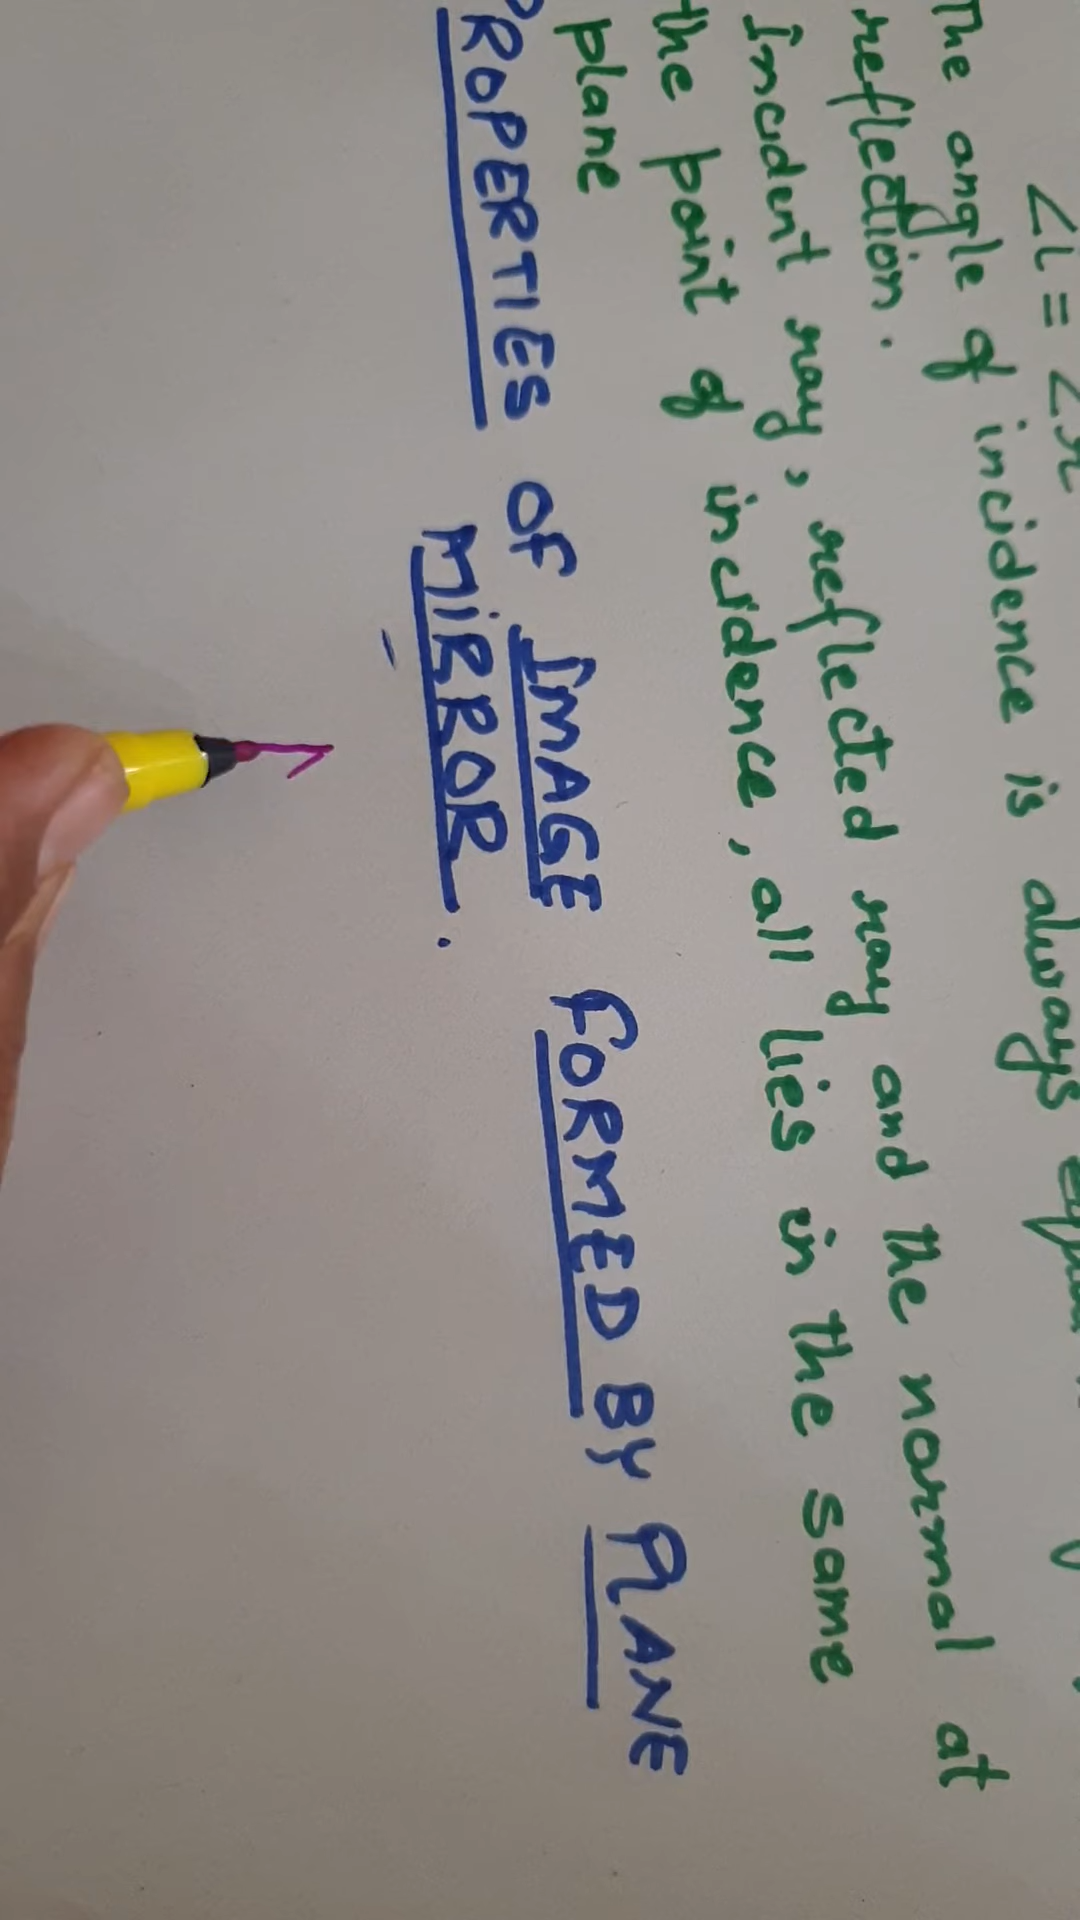 ∠i = ∠r
The angle of incidence is always
reflection.
Incident ray, reflected ray and the normal at
the point of incidence, all lies in the same
plane
PROPERTIES OF IMAGE FORMED BY PLANE
MIRROR.
1